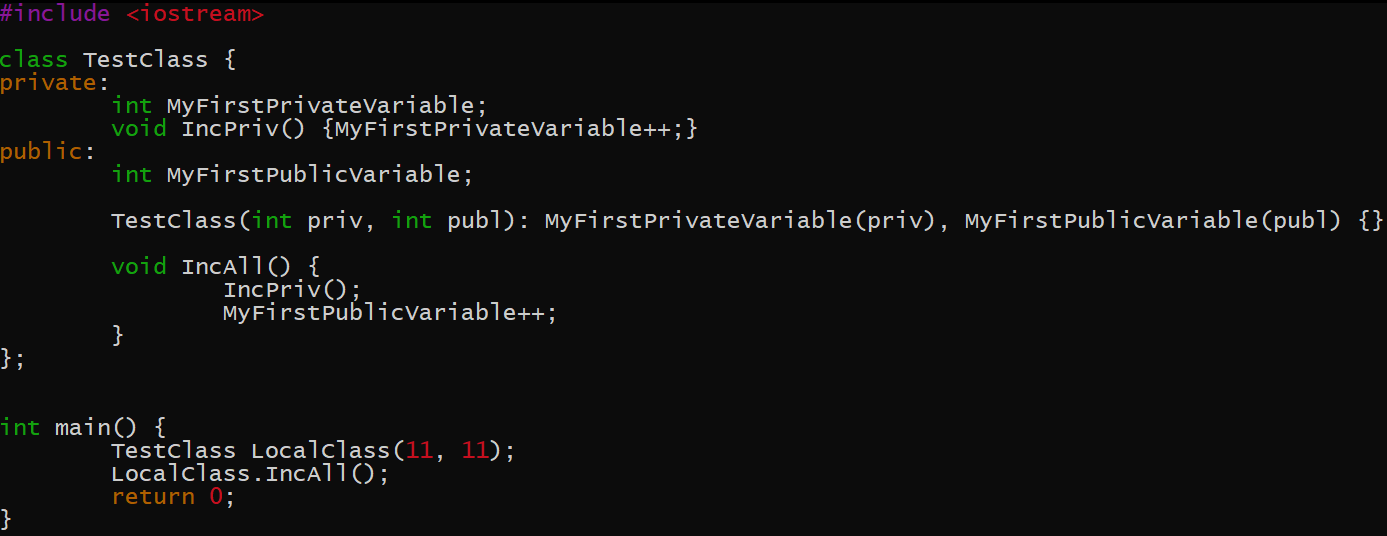 #include <iostream>
class TestClass {
private:
int MyFirstPrivateVariable;
void IncPriv() {MyFirstPrivateVariable++;}
public:
int MyFirstPublicVariable;
TestClass(int priv, int publ): MyFirstPrivateVariable(priv), MyFirstPublicVariable(publ) {}
void IncAll() {
IncPriv();
MyFirstPublicVariable++;
}
};
int main() {
TestClass LocalClass(11, 11);
LocalClass.IncAll();
return 0;
}